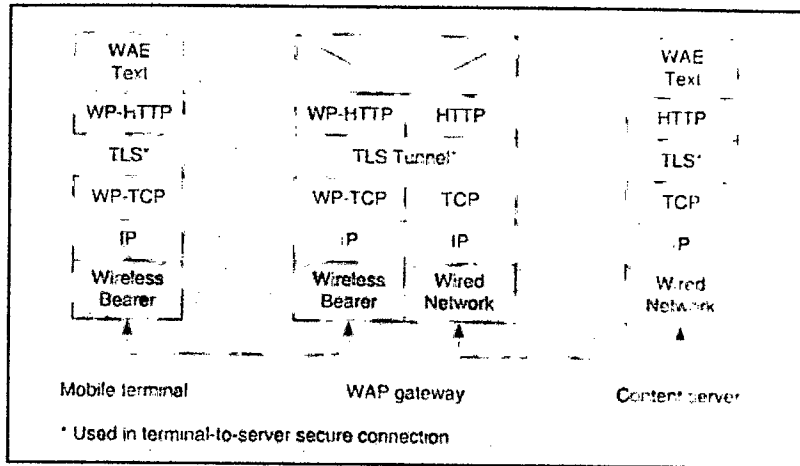 WAE
Text
WP-HTTP
TLS*
WP-TCP
IP
Wireless
Bearer
WP-HTTP
HTTP
TLS Tunnel*
WP-TCP
TCP
IP
IP
Wireless
Bearer
Wired
Network
WAE
Text
HTTP
TLS*
TCP
IP
Wired
Network
Mobile terminal
WAP gateway
Content server
* Used in terminal-to-server secure connection